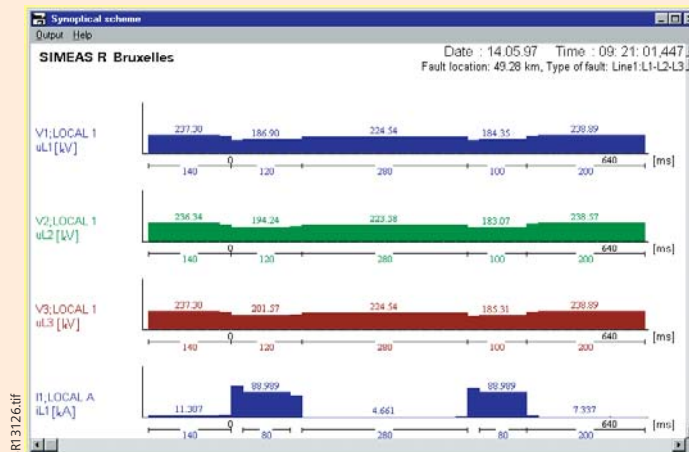 Synoptical scheme
Output Help
SIMEAS R Bruxelles
Date : 14.05.97 Time : 09: 21: 01,447
Fault location: 49.28 km, Type of fault: Line1:L1-L2-L3
V1;LOCAL 1
uL1 [kV]
237.30 186.90 224.54 184.35 238.89
0 640 [ms]
140 120 280 100 200
V2;LOCAL 1
uL2 [kV]
236.34 194.24 223.58 183.07 238.57
0 640 [ms]
140 120 280 100 200
V3;LOCAL 1
uL3 [kV]
237.30 201.57 224.54 185.31 238.89
0 640 [ms]
140 120 280 100 200
I1;LOCAL A
iL1 [kA]
11.307 88.989 4.661 88.989 7.337
0 640 [ms]
140 80 280 80 200
R13126.tif